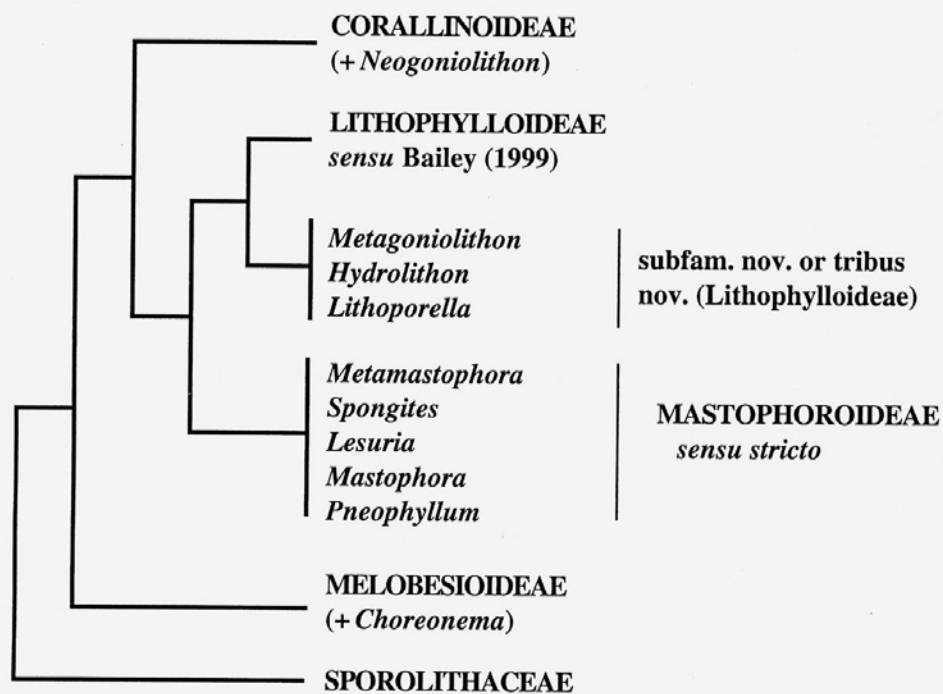 CORALLINOIDEAE
(+ Neogoniolithon)
LITHOPHYLLOIDEAE
sensu Bailey (1999)
Metagoniolithon
Hydrolithon
Lithoporella
subfam. nov. or tribus
nov. (Lithophylloideae)
Metamastophora
Spongites
Lesuria
Mastophora
Pneophyllum
MASTOPHOROIDEAE
sensu stricto
MELOBESIOIDEAE
(+ Choreonema)
SPOROLITHACEAE